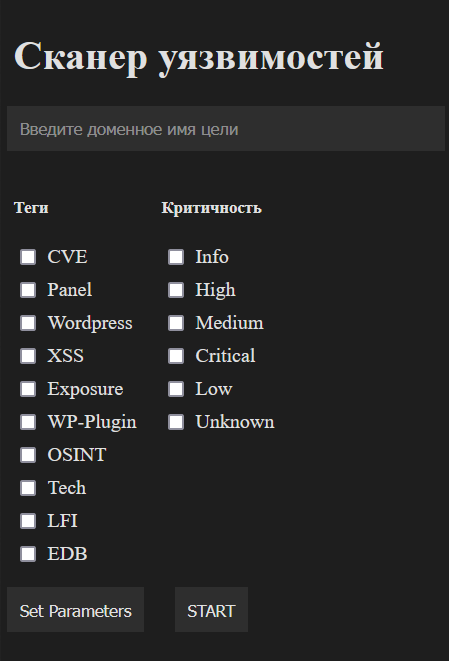 Сканер уязвимостей
Введите доменное имя цели
Теги Критичность
CVE Info
Panel High
Wordpress Medium
XSS Critical
Exposure Low
WP-Plugin Unknown
OSINT
Tech
LFI
EDB
Set Parameters START